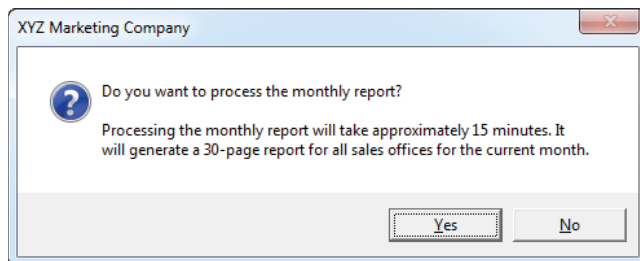 XYZ Marketing Company
Do you want to process the monthly report?
Processing the monthly report will take approximately 15 minutes. It
will generate a 30-page report for all sales offices for the current month.
Yes
No